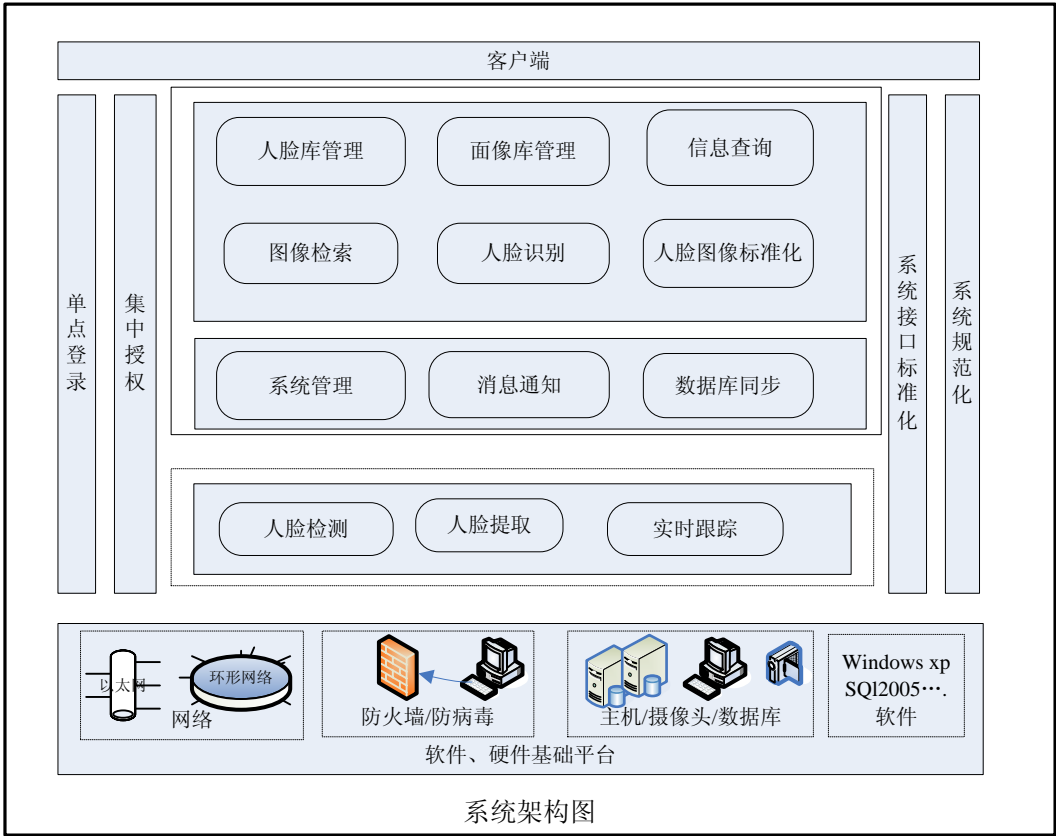 客户端
单点登录
集中授权
人脸库管理
面像库管理
信息查询
图像检索
人脸识别
人脸图像标准化
系统管理
消息通知
数据库同步
人脸检测
人脸提取
实时跟踪
系统接口标准化
系统规范化
以太网
环形网络
网络
防火墙/防病毒
主机/摄像头/数据库
Windows xp
SQl2005….
软件
软件、硬件基础平台
系统架构图